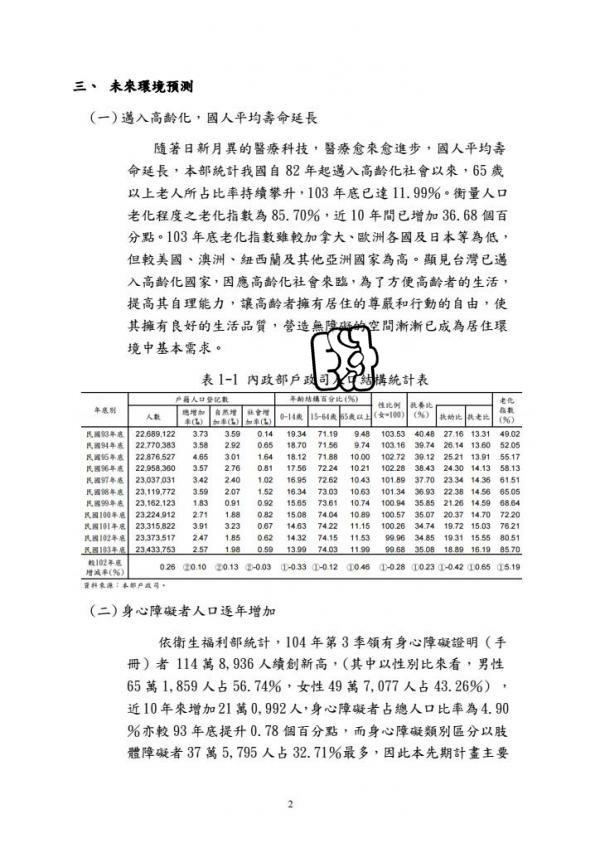 三、 未來環境預測
(一)邁入高齡化，國人平均壽命延長
隨著日新月異的醫療科技，醫療愈來愈進步，國人平均壽
命延長，本部統計我國自 82 年起邁入高齡化社會以來，65 歲
以上老人所占比率持續攀升，103 年底已達 11.99%。衡量人口
老化程度之老化指數為 85.70%，近 10 年間已增加 36.68 個百
分點。103 年底老化指數雖較加拿大、歐洲各國及日本等為低，
但較美國、澳洲、紐西蘭及其他亞洲國家為高。顯見台灣已邁
入高齡化國家，因應高齡化社會來臨，為了方便高齡者的生活，
提高其自理能力，讓高齡者擁有居住的尊嚴和行動的自由，使
其擁有良好的生活品質，營造無障礙的空間漸漸已成為居住環
境中基本需求。
表 1-1 內政部戶政司人口結構統計表
年底別 戶籍人口登記數 年齡結構百分比(%) 性比例(女=100) 扶養比(%) 老化指數(%)
人數 總增加率(‰) 自然增加率(‰) 社會增加率(‰) 0-14歲 15-64歲 65歲以上 扶幼比 扶老比
民國93年底 22,689,122 3.73 3.59 0.14 19.34 71.19 9.48 103.53 40.48 27.16 13.31 49.02
民國94年底 22,770,383 3.58 2.92 0.65 18.70 71.56 9.74 103.16 39.74 26.14 13.60 52.05
民國95年底 22,876,527 4.65 3.01 1.64 18.12 71.88 10.00 102.72 39.12 25.21 13.91 55.17
民國96年底 22,958,360 3.57 2.76 0.81 17.56 72.24 10.21 102.28 38.43 24.30 14.13 58.13
民國97年底 23,037,031 3.42 2.40 1.02 16.95 72.62 10.43 101.89 37.70 23.34 14.36 61.51
民國98年底 23,119,772 3.59 2.07 1.52 16.34 73.03 10.63 101.34 36.93 22.38 14.56 65.05
民國99年底 23,162,123 1.83 0.91 0.92 15.65 73.61 10.74 100.94 35.85 21.26 14.59 68.64
民國100年底 23,224,912 2.71 1.88 0.82 15.08 74.04 10.89 100.57 35.07 20.37 14.70 72.20
民國101年底 23,315,822 3.91 3.23 0.67 14.63 74.22 11.15 100.26 34.74 19.72 15.03 76.21
民國102年底 23,373,517 2.47 1.85 0.62 14.32 74.15 11.53 99.96 34.85 19.31 15.55 80.51
民國103年底 23,433,753 2.57 1.98 0.59 13.99 74.03 11.99 99.68 35.08 18.89 16.19 85.70
較102年底增減率(%) 0.26 ②0.10 ②0.13 ②-0.03 ①-0.33 ①-0.12 ①0.46 ①-0.28 ①0.23 ①-0.42 ①0.65 ①5.19
資料來源：本部戶政司。
(二)身心障礙者人口逐年增加
依衛生福利部統計，104 年第 3 季領有身心障礙證明（手
冊）者 114 萬 8,936 人續創新高，(其中以性別比來看，男性
65 萬 1,859 人占 56.74%，女性 49 萬 7,077 人占 43.26%)，
近 10 年來增加 21 萬 0,992 人，身心障礙者占總人口比率為 4.90
%亦較 93 年底提升 0.78 個百分點，而身心障礙類別區分以肢
體障礙者 37 萬 5,795 人占 32.71%最多，因此本先期計畫主要
2